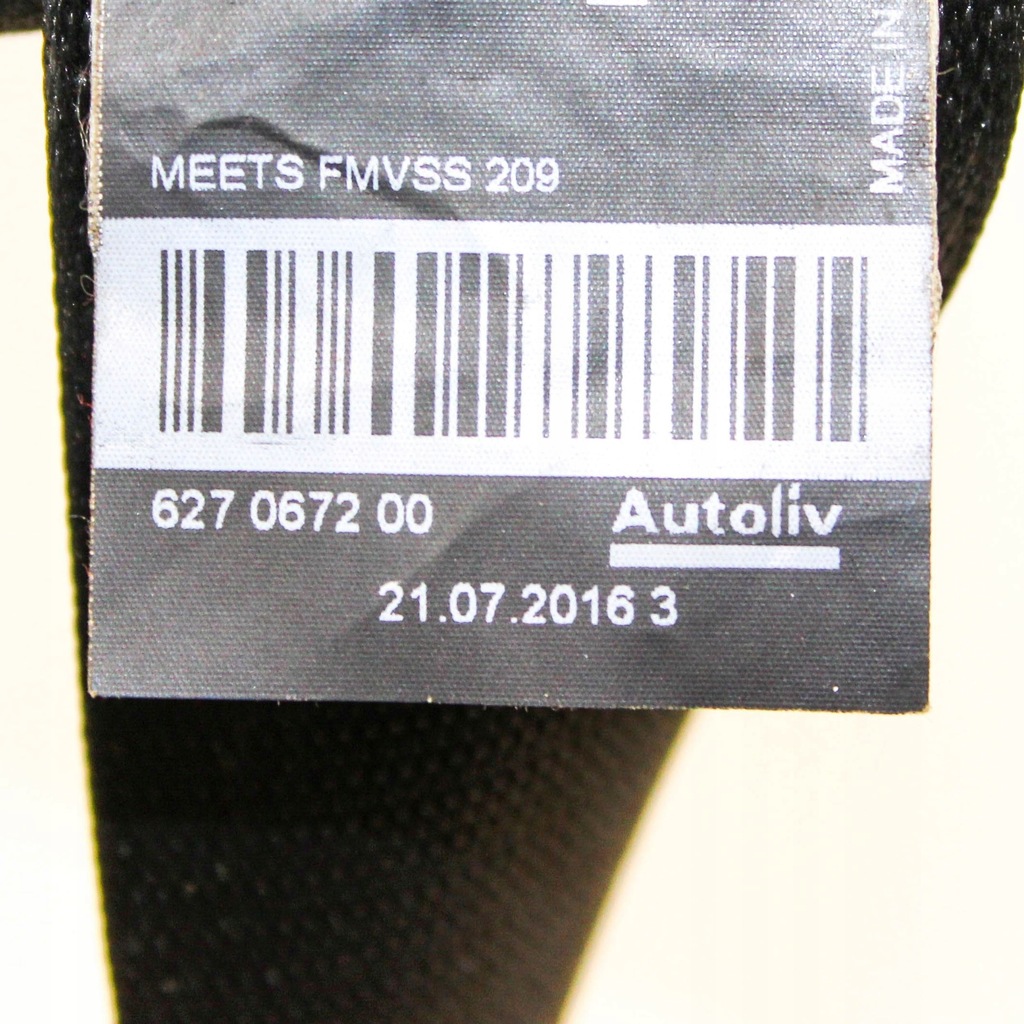 MADE IN
MEETS FMVSS 209
627 0672 00
Autoliv
21.07.2016 3